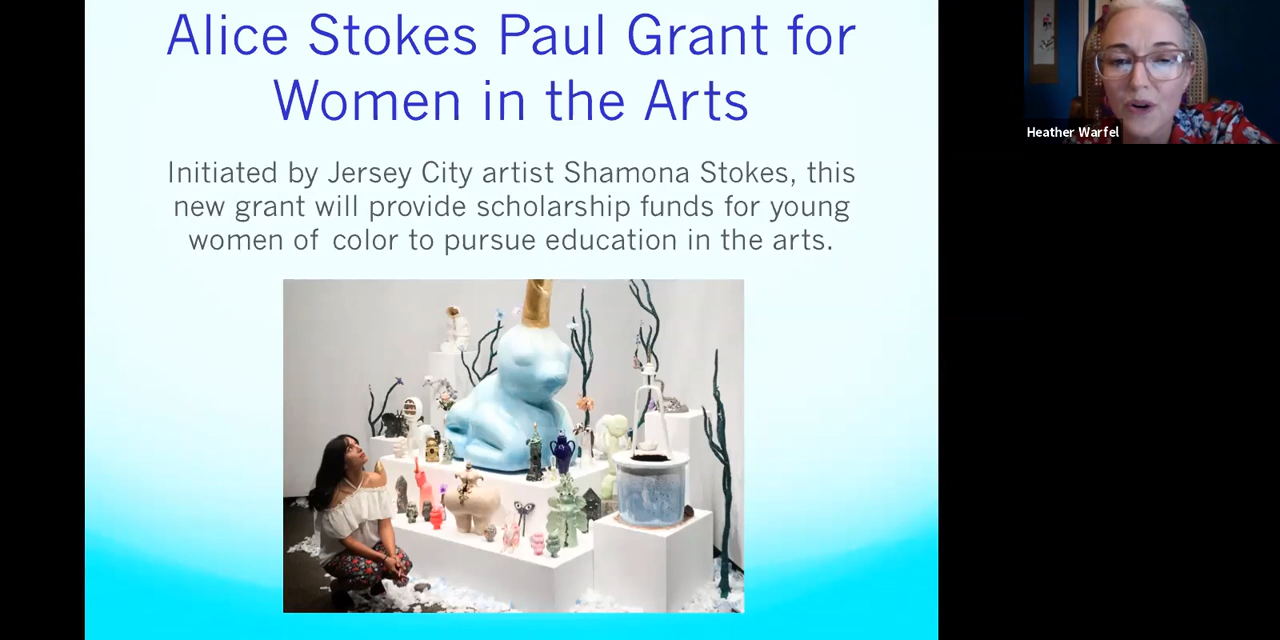 Alice Stokes Paul Grant for
Women in the Arts
Initiated by Jersey City artist Shamona Stokes, this
new grant will provide scholarship funds for young
women of color to pursue education in the arts.
Heather Warfel